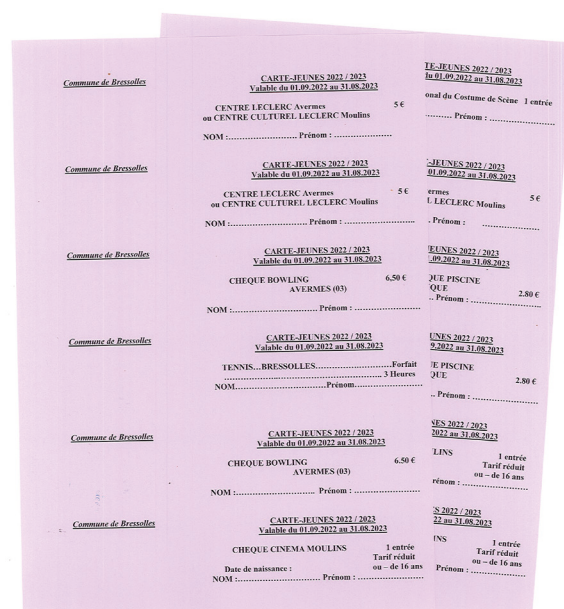 Commune de Bressolles
CARTE-JEUNES 2022 / 2023
Valable du 01.09.2022 au 31.08.2023
CENTRE LECLERC Avermes 5 €
ou CENTRE CULTUREL LECLERC Moulins
NOM :........................ Prénom : ....................
Commune de Bressolles
CARTE-JEUNES 2022 / 2023
Valable du 01.09.2022 au 31.08.2023
CENTRE LECLERC Avermes 5 €
ou CENTRE CULTUREL LECLERC Moulins
NOM :........................... Prénom : ........................
Commune de Bressolles
CARTE-JEUNES 2022 / 2023
Valable du 01.09.2022 au 31.08.2023
CHEQUE BOWLING 6.50 €
AVERMES (03)
NOM :............................ Prénom : ........................
Commune de Bressolles
CARTE-JEUNES 2022 / 2023
Valable du 01.09.2022 au 31.08.2023
TENNIS...BRESSOLLES..............................Forfait
.................................................... 3 Heures
NOM..............................Prénom......................
Commune de Bressolles
CARTE-JEUNES 2022 / 2023
Valable du 01.09.2022 au 31.08.2023
CHEQUE BOWLING 6.50 €
AVERMES (03)
NOM :............................ Prénom : ........................
Commune de Bressolles
CARTE-JEUNES 2022 / 2023
Valable du 01.09.2022 au 31.08.2023
CHEQUE CINEMA MOULINS 1 entrée
Tarif réduit
Date de naissance : ou – de 16 ans
NOM :............................ Prénom : ........................
TE-JEUNES 2022 / 2023
du 01.09.2022 au 31.08.2023
onal du Costume de Scène 1 entrée
......... Prénom : ........................
-JEUNES 2022 / 2023
01.09.2022 au 31.08.2023
ermes 5 €
L LECLERC Moulins
. Prénom : ........................
EUNES 2022 / 2023
.09.2022 au 31.08.2023
QUE PISCINE
QUE 2.80 €
.. Prénom : ........................
UNES 2022 / 2023
9.2022 au 31.08.2023
E PISCINE
QUE 2.80 €
.. Prénom : ........................
NES 2022 / 2023
2022 au 31.08.2023
LINS 1 entrée
Tarif réduit
ou – de 16 ans
rénom : ........................
S 2022 / 2023
22 au 31.08.2023
NS 1 entrée
Tarif réduit
ou – de 16 ans
Prénom : ........................